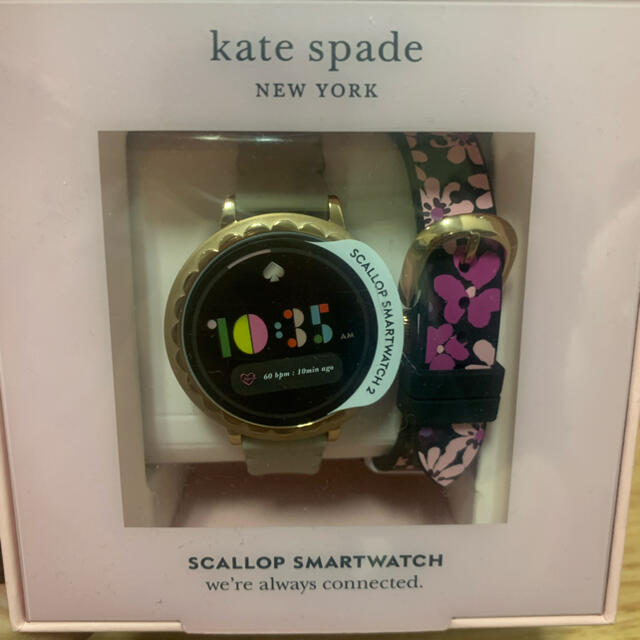 kate spade
NEW YORK
SCALLOP SMARTWATCH 2
10:35 AM
60 bpm : 10min ago
SCALLOP SMARTWATCH
we're always connected.